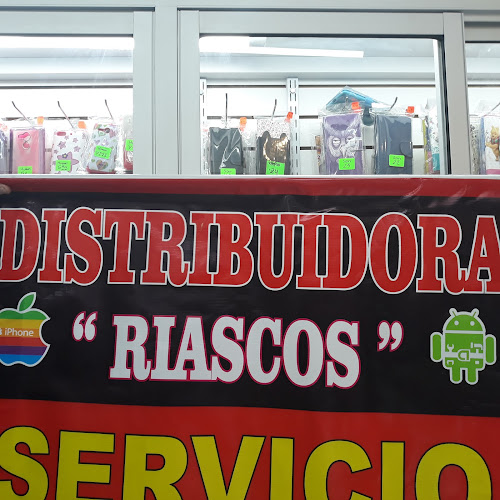 DISTRIBUIDORA
iPhone
“ RIASCOS ”
SERVICIO